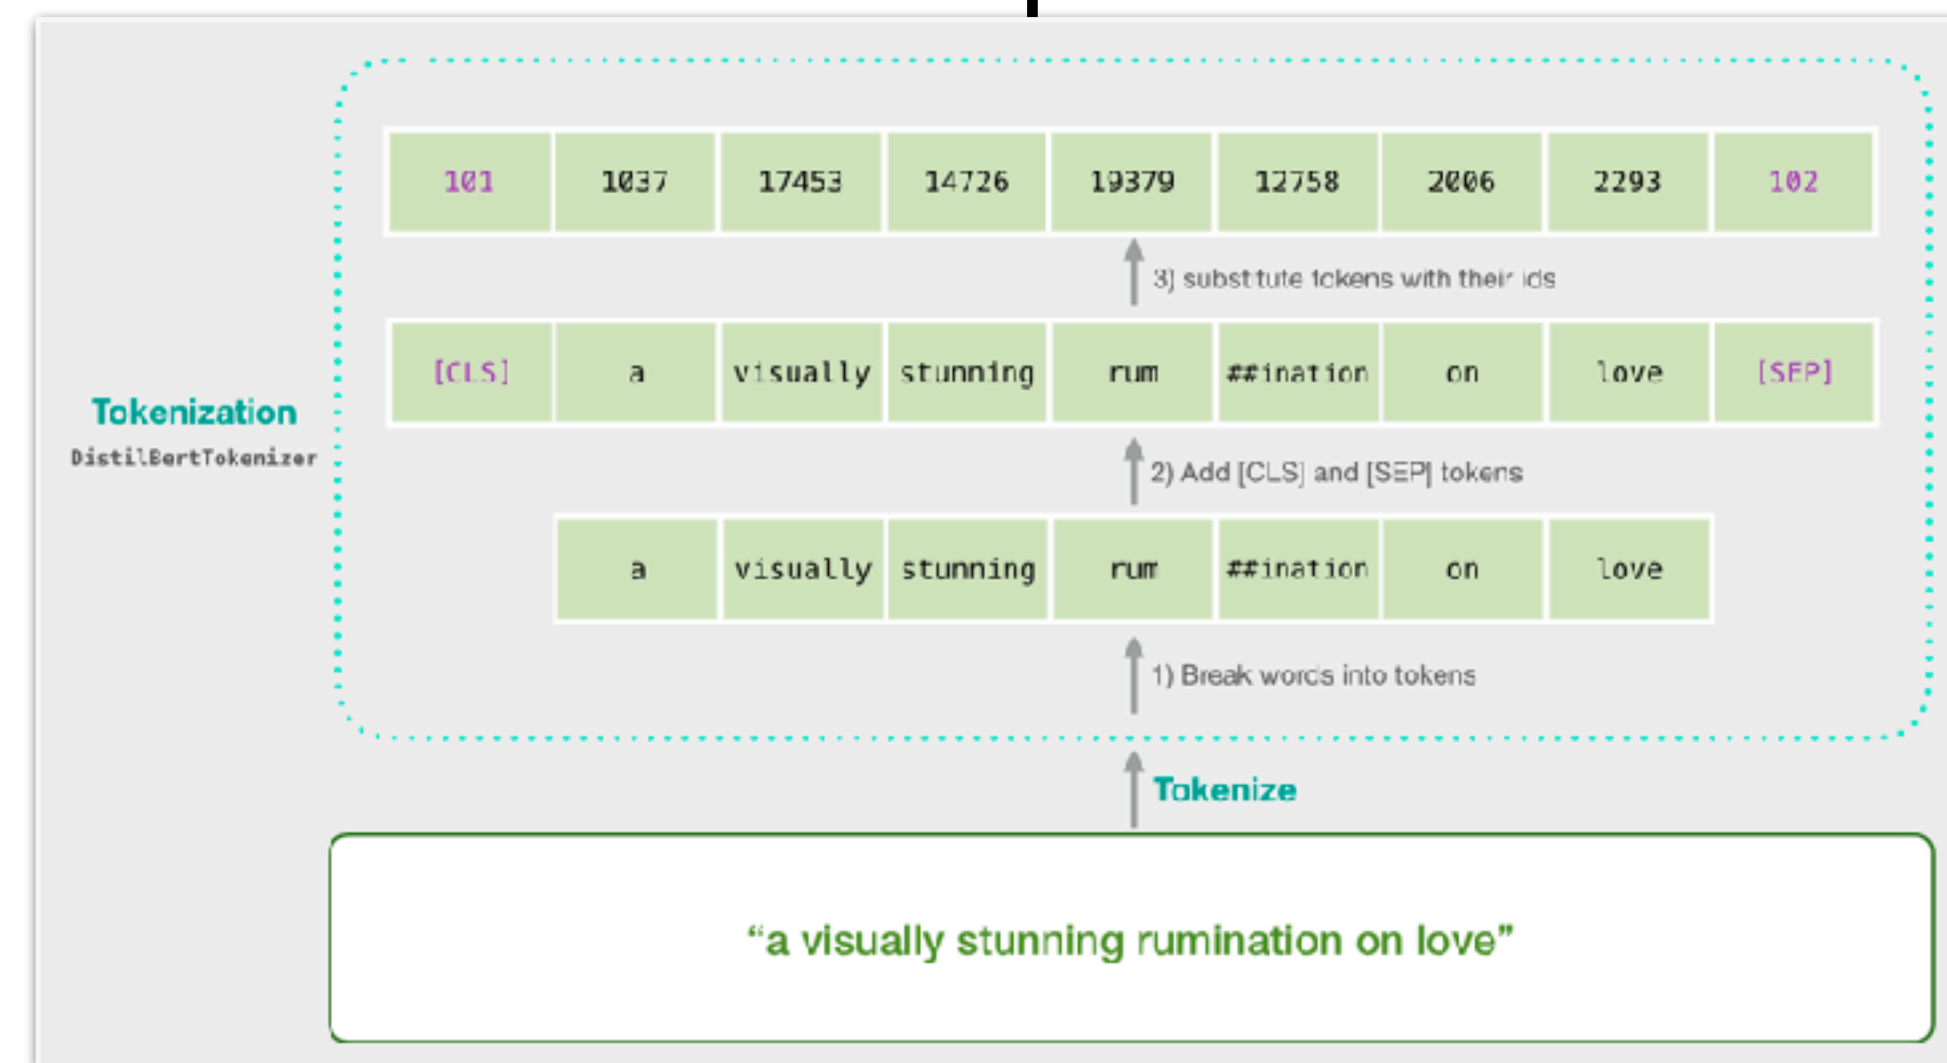 101 1037 17453 14726 19379 12758 2006 2293 102
3) substitute tokens with their ids
[CLS] a visually stunning rum ##ination on love [SEP]
Tokenization
DistilBertTokenizer
2) Add [CLS] and [SEP] tokens
a visually stunning rum ##ination on love
1) Break words into tokens
Tokenize
“a visually stunning rumination on love”